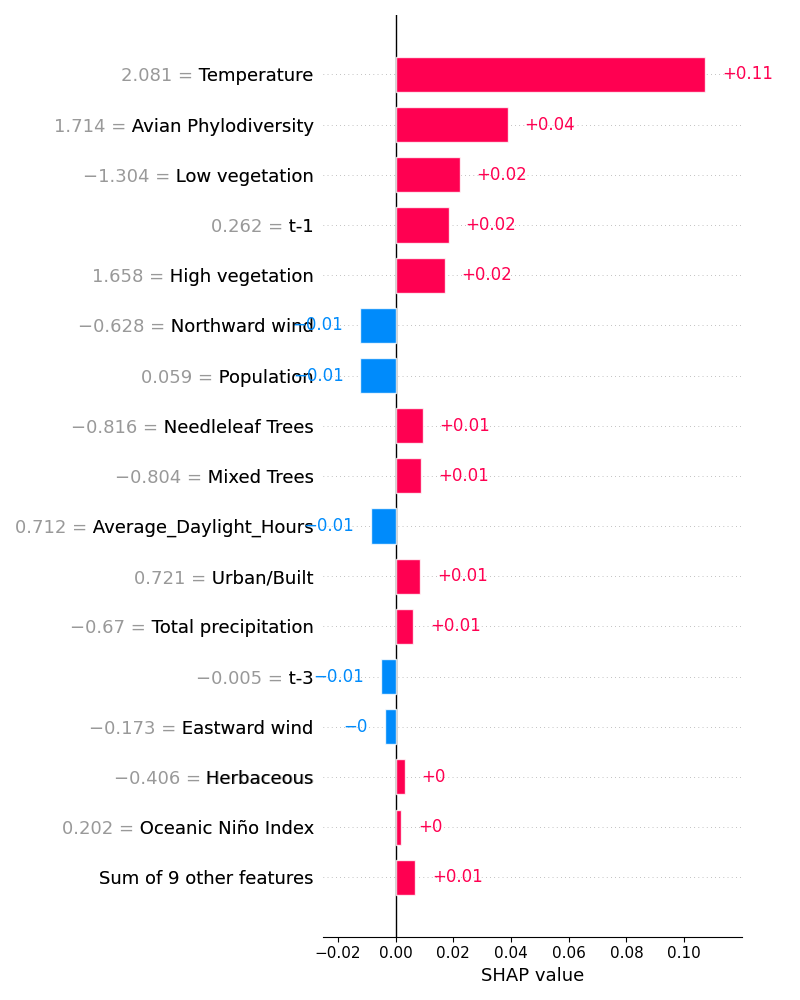 2.081 = Temperature +0.11
1.714 = Avian Phylodiversity +0.04
−1.304 = Low vegetation +0.02
0.262 = t-1 +0.02
1.658 = High vegetation +0.02
−0.628 = Northward wind −0.01
0.059 = Population −0.01
−0.816 = Needleleaf Trees +0.01
−0.804 = Mixed Trees +0.01
0.712 = Average_Daylight_Hours −0.01
0.721 = Urban/Built +0.01
−0.67 = Total precipitation +0.01
−0.005 = t-3 −0.01
−0.173 = Eastward wind −0
−0.406 = Herbaceous +0
0.202 = Oceanic Niño Index +0
Sum of 9 other features +0.01
−0.02 0.00 0.02 0.04 0.06 0.08 0.10
SHAP value